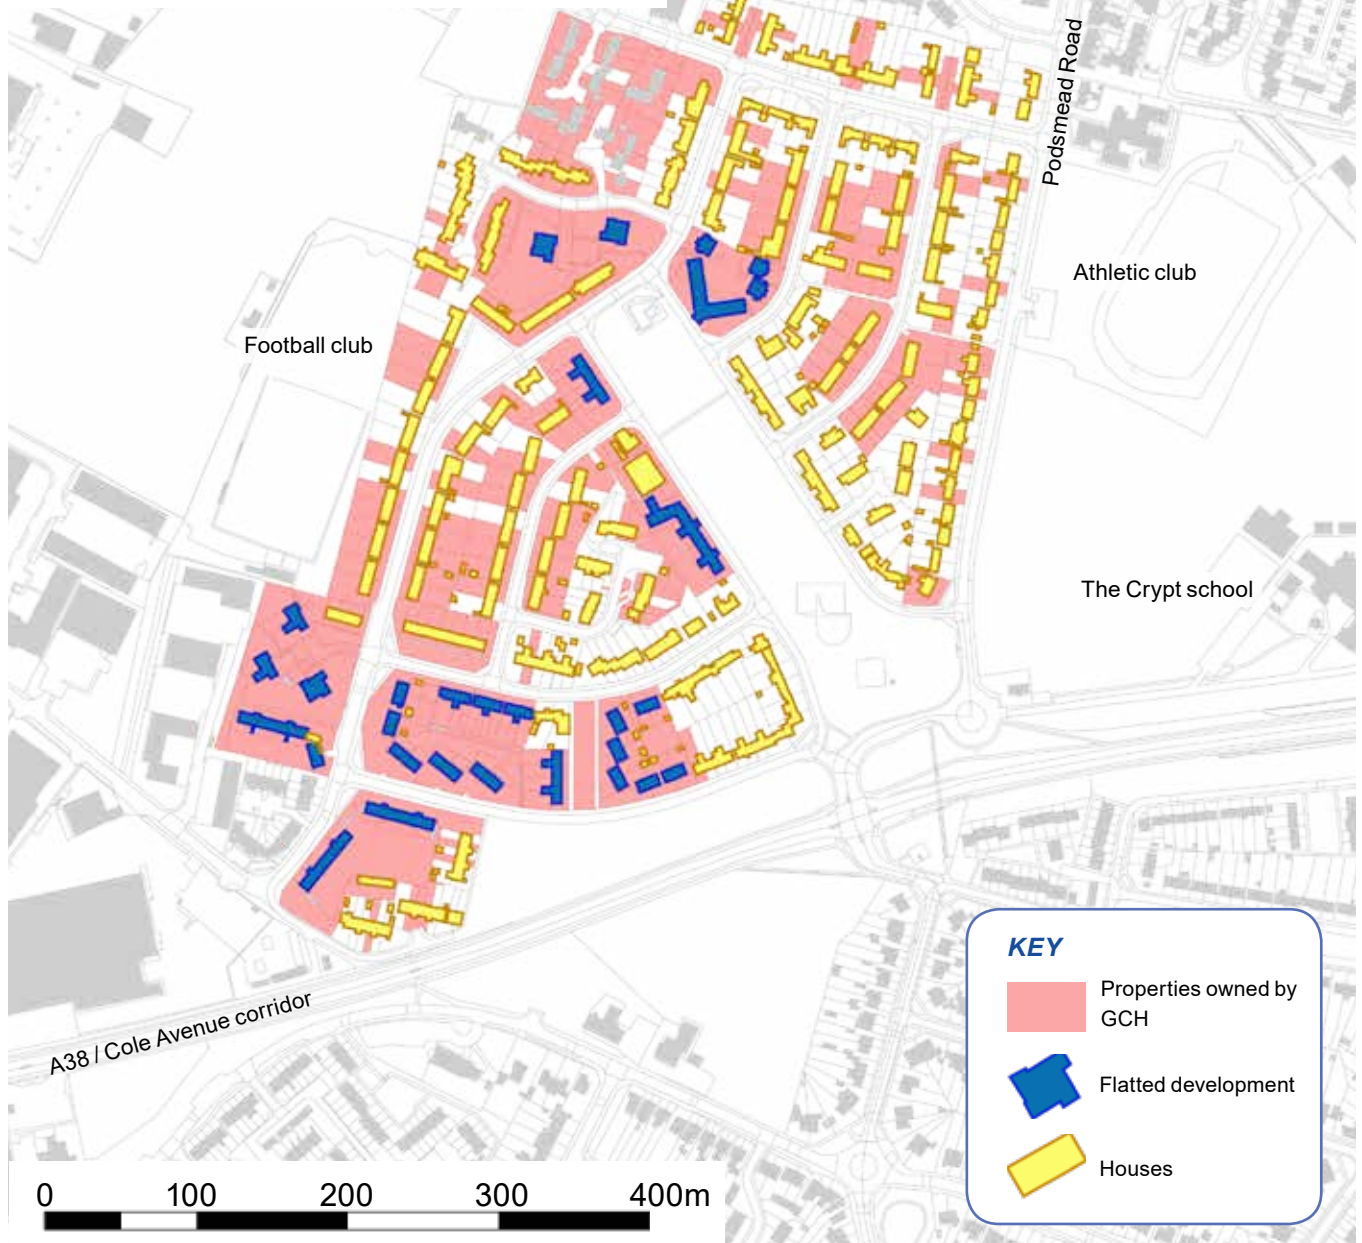 Podsmead Road
Athletic club
Football club
The Crypt school
KEY
Properties owned by
GCH
Flatted development
Houses
A38 / Cole Avenue corridor
0 100 200 300 400m